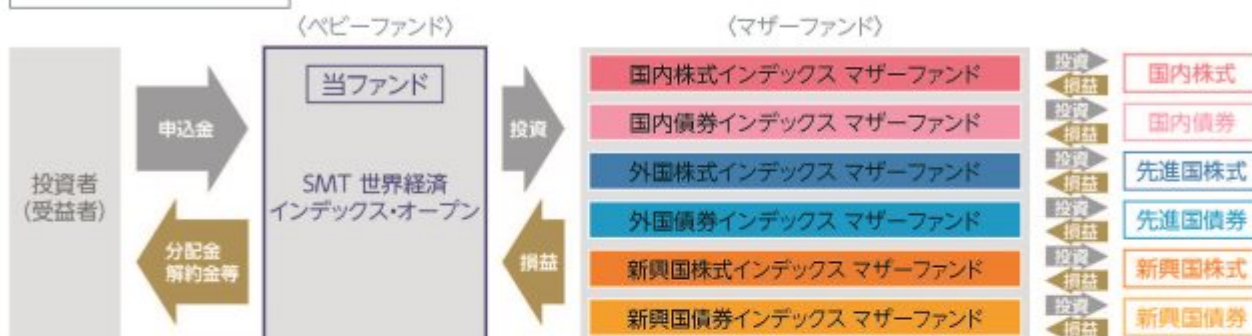 〈ベビーファンド〉
〈マザーファンド〉
投資者
(受益者)
申込金
分配金
解約金等
当ファンド
SMT 世界経済
インデックス・オープン
投資
損益
国内株式インデックス マザーファンド
投資
損益
国内株式
国内債券インデックス マザーファンド
投資
損益
国内債券
外国株式インデックス マザーファンド
投資
損益
先進国株式
外国債券インデックス マザーファンド
投資
損益
先進国債券
新興国株式インデックス マザーファンド
投資
損益
新興国株式
新興国債券インデックス マザーファンド
投資
損益
新興国債券